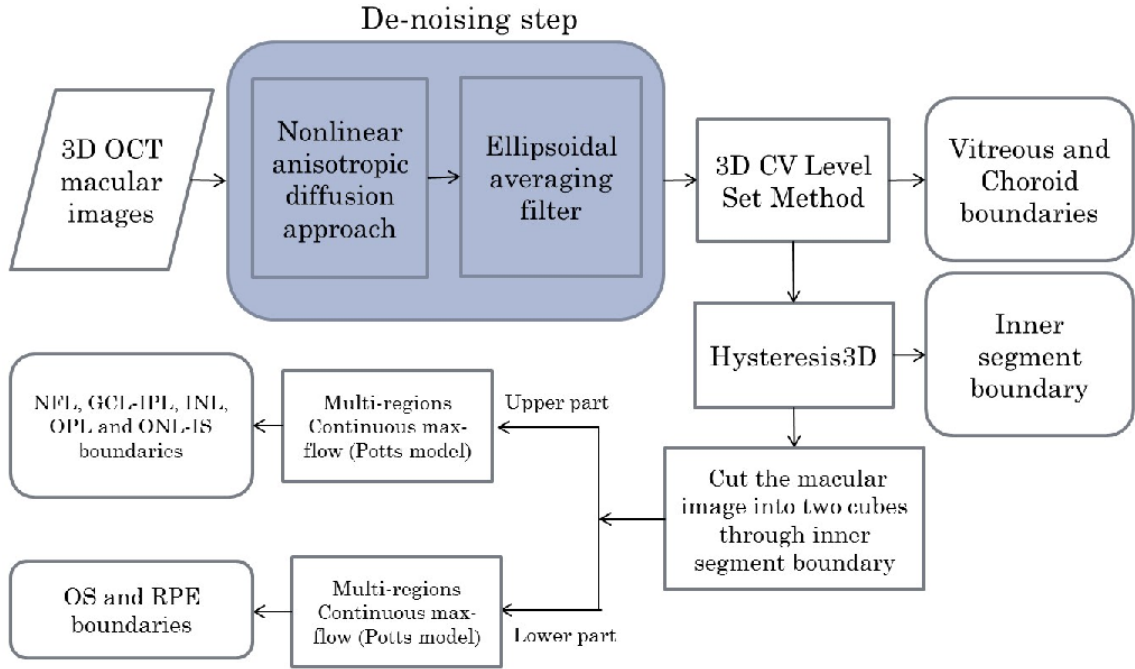 De-noising step
3D OCT
macular
images
Nonlinear
anisotropic
diffusion
approach
Ellipsoidal
averaging
filter
3D CV Level
Set Method
Vitreous and
Choroid
boundaries
Hysteresis3D
Inner
segment
boundary
NFL, GCL-IPL, INL,
OPL and ONL-IS
boundaries
Multi-regions
Continuous max-
flow (Potts model)
Upper part
Cut the macular
image into two cubes
through inner
segment boundary
OS and RPE
boundaries
Multi-regions
Continuous max-
flow (Potts model)
Lower part